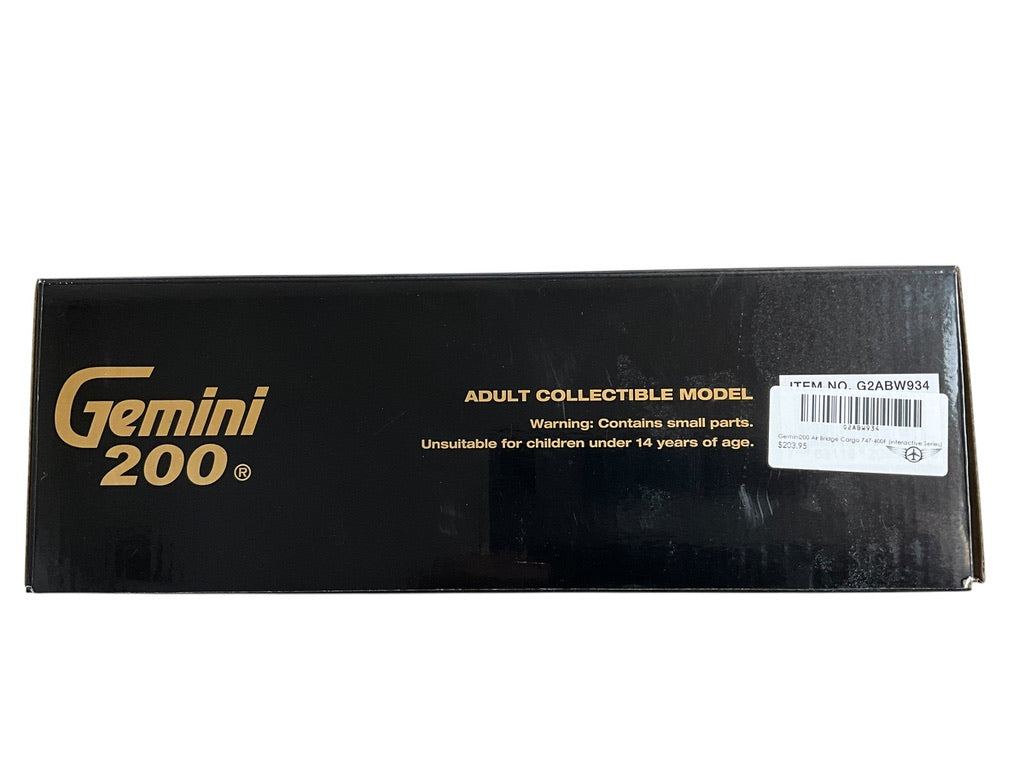 Gemini
200®
ADULT COLLECTIBLE MODEL
Warning: Contains small parts.
Unsuitable for children under 14 years of age.
ITEM NO. G2ABW934
G2ABW934
Gemini200 Air Bridge Cargo 747-400F (Interactive Series)
$203.95